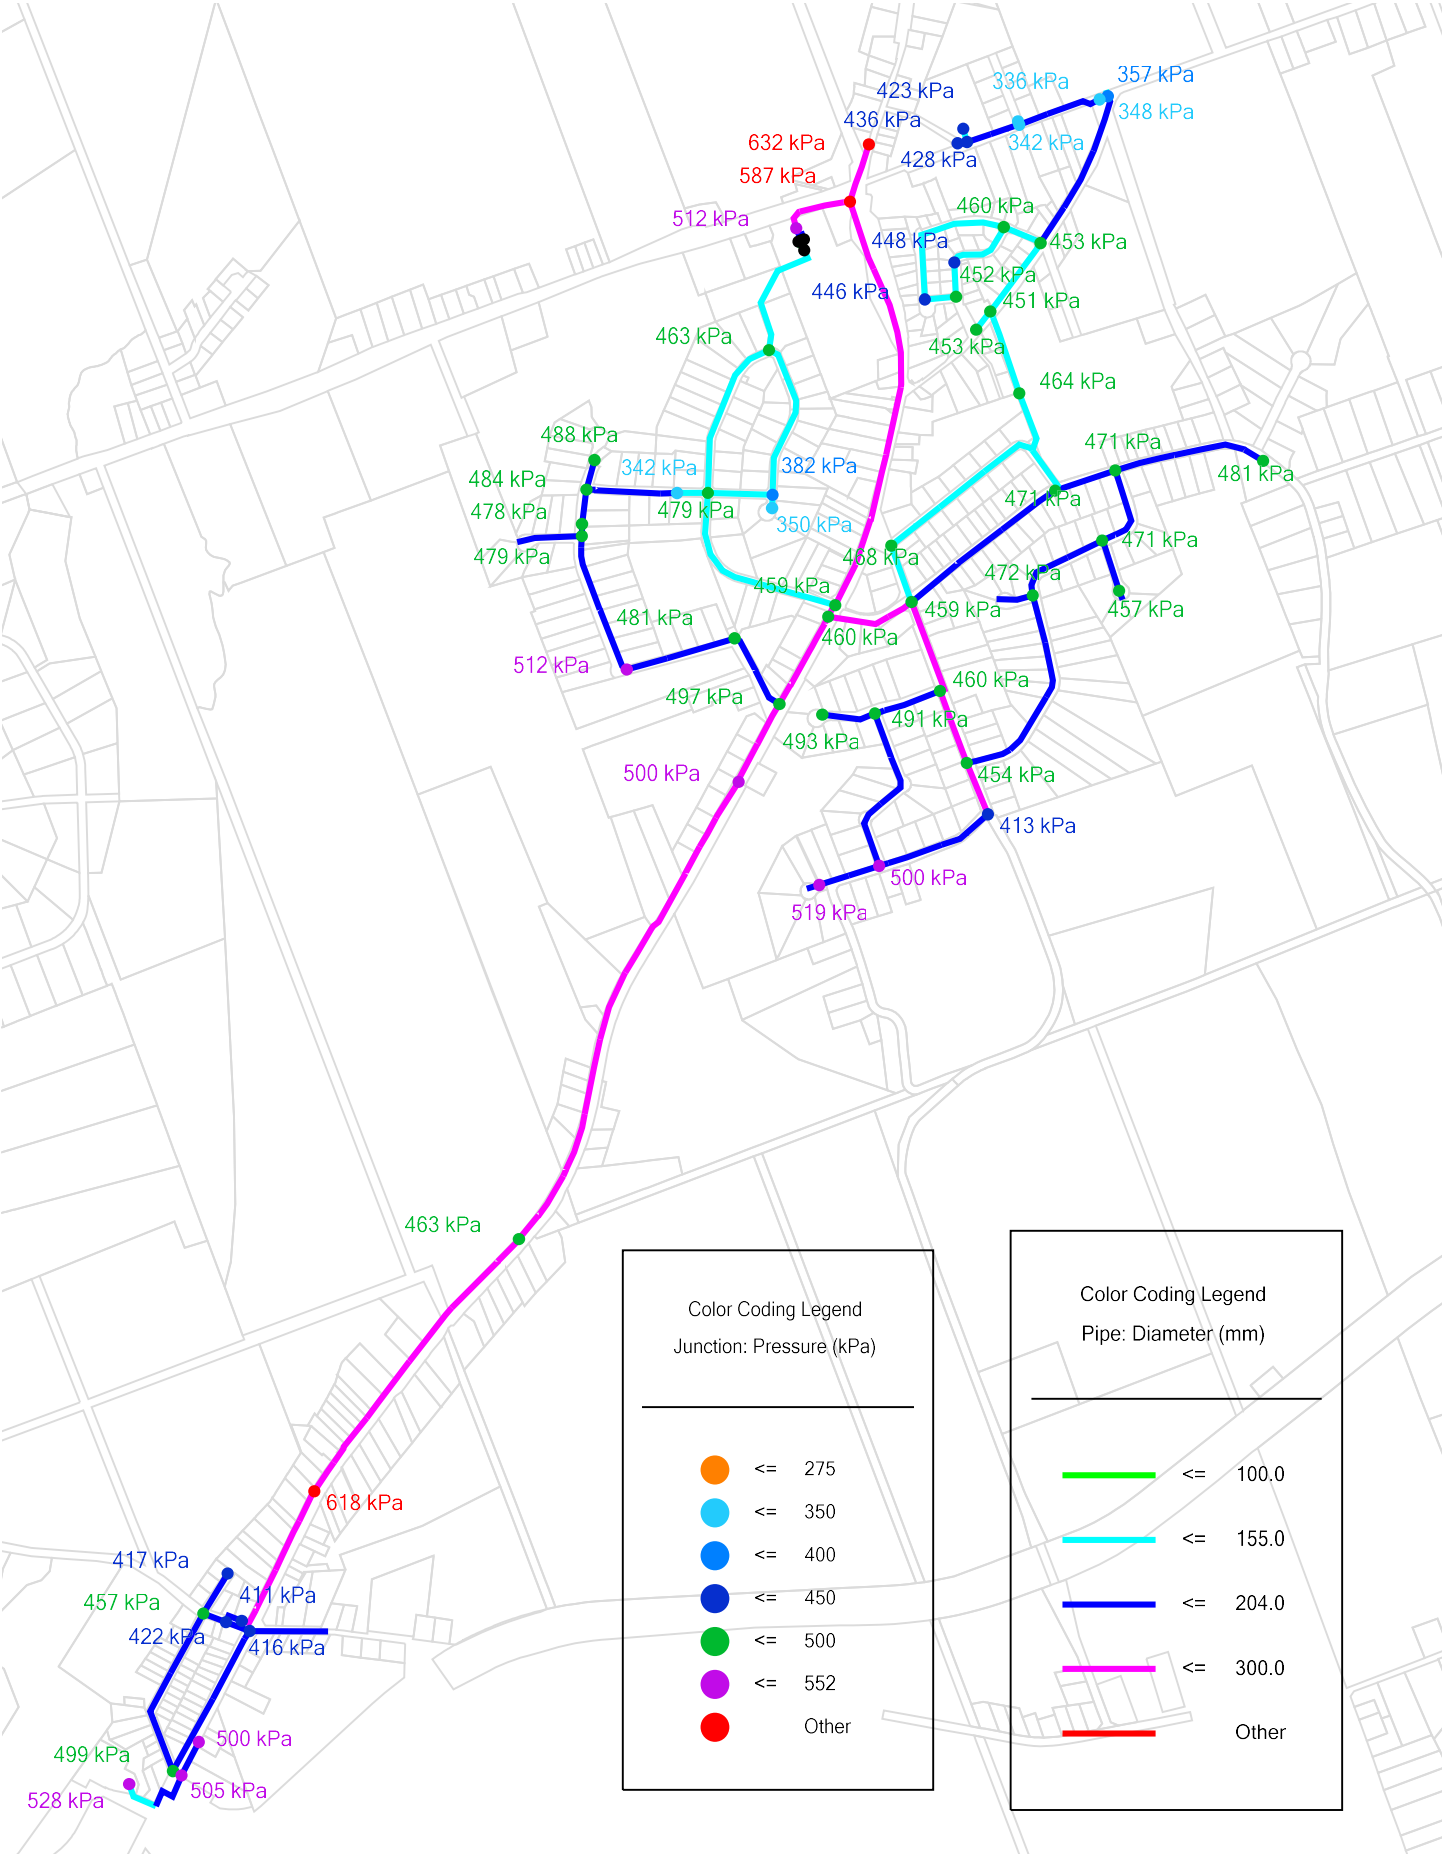 357 kPa
336 kPa
423 kPa
348 kPa
436 kPa
632 kPa
342 kPa
428 kPa
587 kPa
460 kPa
512 kPa
448 kPa
453 kPa
452 kPa
446 kPa
451 kPa
463 kPa
453 kPa
464 kPa
488 kPa
471 kPa
342 kPa
382 kPa
481 kPa
484 kPa
471 kPa
478 kPa
479 kPa
350 kPa
471 kPa
479 kPa
468 kPa
472 kPa
459 kPa
459 kPa
457 kPa
481 kPa
460 kPa
512 kPa
460 kPa
497 kPa
491 kPa
493 kPa
500 kPa
454 kPa
413 kPa
500 kPa
519 kPa
463 kPa
618 kPa
417 kPa
411 kPa
457 kPa
422 kPa
416 kPa
500 kPa
499 kPa
505 kPa
528 kPa
Color Coding Legend
Junction: Pressure (kPa)
<= 275
<= 350
<= 400
<= 450
<= 500
<= 552
Other
Color Coding Legend
Pipe: Diameter (mm)
<= 100.0
<= 155.0
<= 204.0
<= 300.0
Other